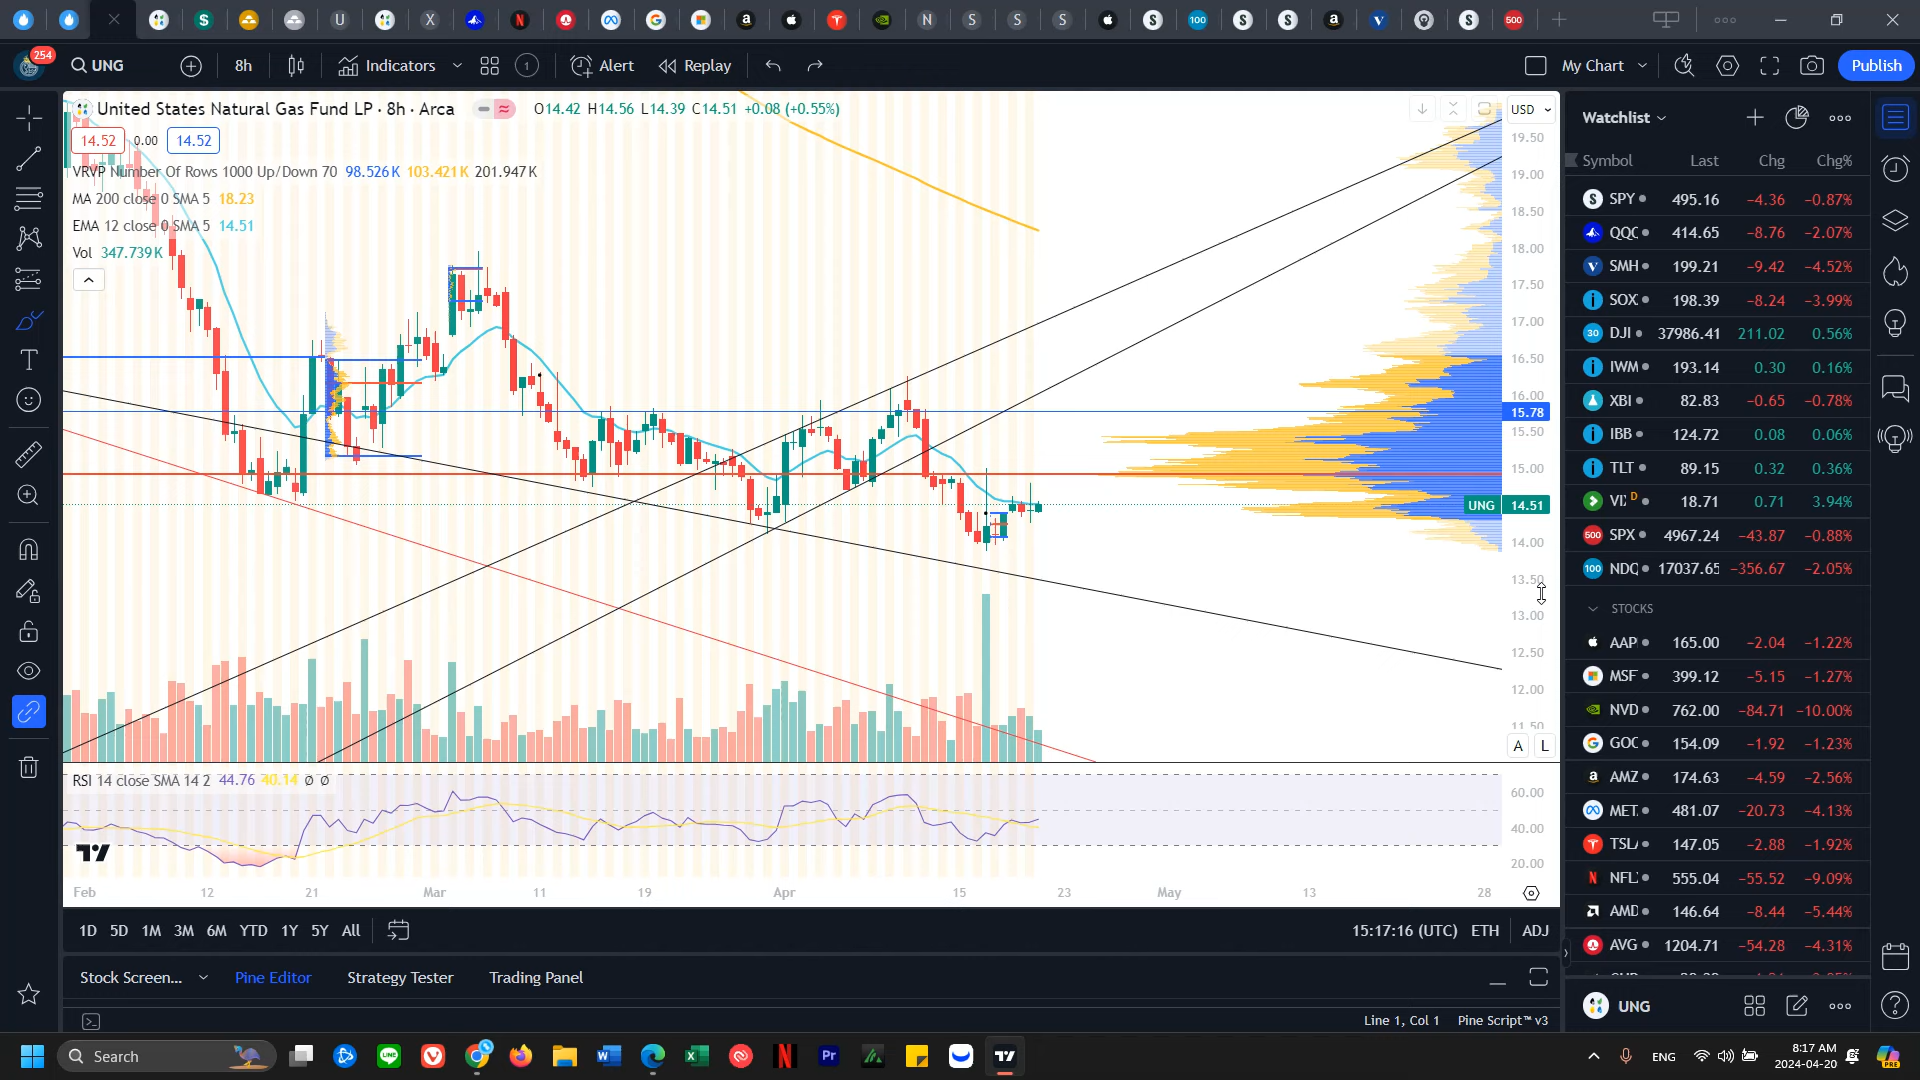 254
UNG
8h
Indicators
1
Alert
Replay
My Chart
Publish
United States Natural Gas Fund LP · 8h · Arca
O14.42 H14.56 L14.39 C14.51 +0.08 (+0.55%)
14.52 0.00 14.52
VRVP Number Of Rows 1000 Up/Down 70 98.526K 103.421K 201.947K
MA 200 close 0 SMA 5 18.23
EMA 12 close 0 SMA 5 14.51
Vol 347.739K
USD
19.50
19.00
18.50
18.00
17.50
17.00
16.50
16.00
15.78
15.50
15.00
UNG 14.51
14.00
13.50
13.00
12.50
12.00
11.50
A L
RSI 14 close SMA 14 2 44.76 40.14 ∅ ∅
60.00
40.00
20.00
Feb 12 21 Mar 11 19 Apr 15 23 May 13 28
1D 5D 1M 3M 6M YTD 1Y 5Y All
15:17:16 (UTC) ETH ADJ
Stock Screen... Pine Editor Strategy Tester Trading Panel
Line 1, Col 1 Pine Script™ v3
Watchlist
Symbol Last Chg Chg%
SPY 495.16 −4.36 −0.87%
QQC 414.65 −8.76 −2.07%
SMH 199.21 −9.42 −4.52%
SOX 198.39 −8.24 −3.99%
30 DJI 37986.41 211.02 0.56%
IWM 193.14 0.30 0.16%
XBI 82.83 −0.65 −0.78%
IBB 124.72 0.08 0.06%
TLT 89.15 0.32 0.36%
VI D 18.71 0.71 3.94%
500 SPX 4967.24 −43.87 −0.88%
100 NDQ 17037.65 −356.67 −2.05%
STOCKS
AAP 165.00 −2.04 −1.22%
MSF 399.12 −5.15 −1.27%
NVD 762.00 −84.71 −10.00%
GOO 154.09 −1.92 −1.23%
AMZ 174.63 −4.59 −2.56%
MET 481.07 −20.73 −4.13%
TSL 147.05 −2.88 −1.92%
NFL 555.04 −55.52 −9.09%
AMD 146.64 −8.44 −5.44%
AVG 1204.71 −54.28 −4.31%
UNG
Search
ENG
8:17 AM
2024-04-20